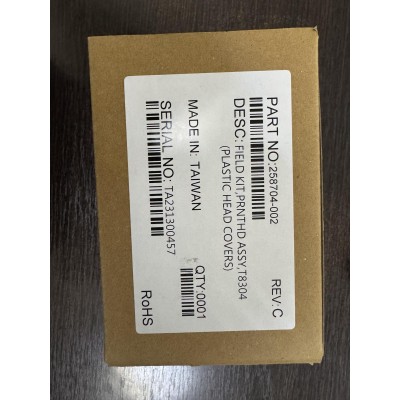 PART NO:258704-002
REV: C
DESC: FIELD KIT,PRNTHD ASSY,T8304
(PLASTIC HEAD COVERS)
MADE IN: TAIWAN
QTY:0001
SERIAL NO: TA231300457
RoHS